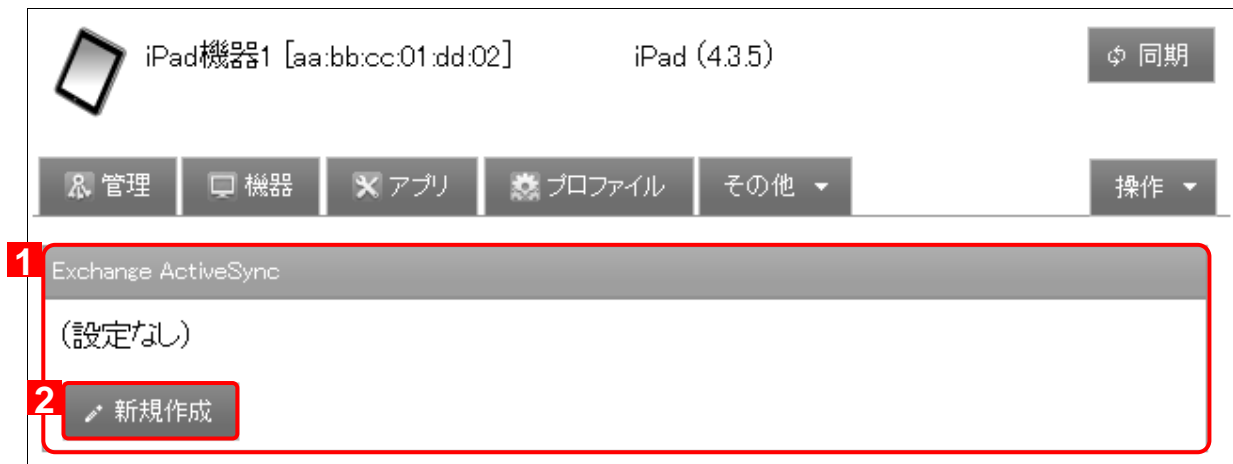 iPad機器1 [aa:bb:cc:01:dd:02] iPad (4.3.5) 同期
管理 機器 アプリ プロファイル その他 操作
1
Exchange ActiveSync
(設定なし)
2
新規作成